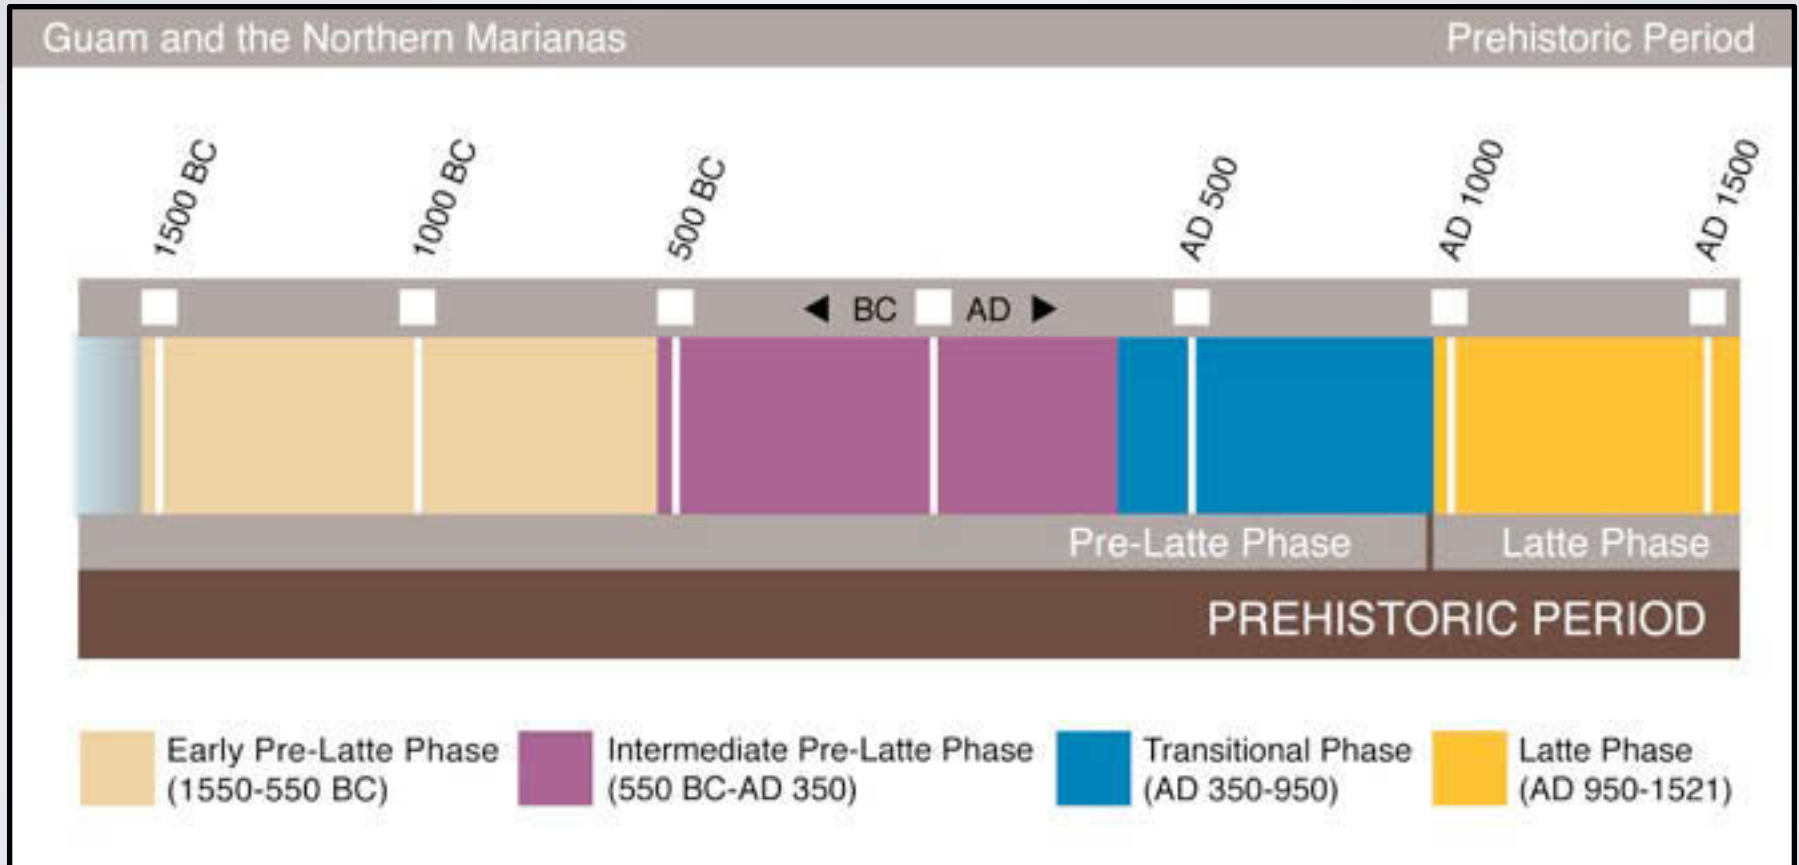 Guam and the Northern Marianas
Prehistoric Period
1500 BC
1000 BC
500 BC
AD 500
AD 1000
AD 1500
◀ BC AD ▶
Pre-Latte Phase
Latte Phase
PREHISTORIC PERIOD
Early Pre-Latte Phase
(1550-550 BC)
Intermediate Pre-Latte Phase
(550 BC-AD 350)
Transitional Phase
(AD 350-950)
Latte Phase
(AD 950-1521)